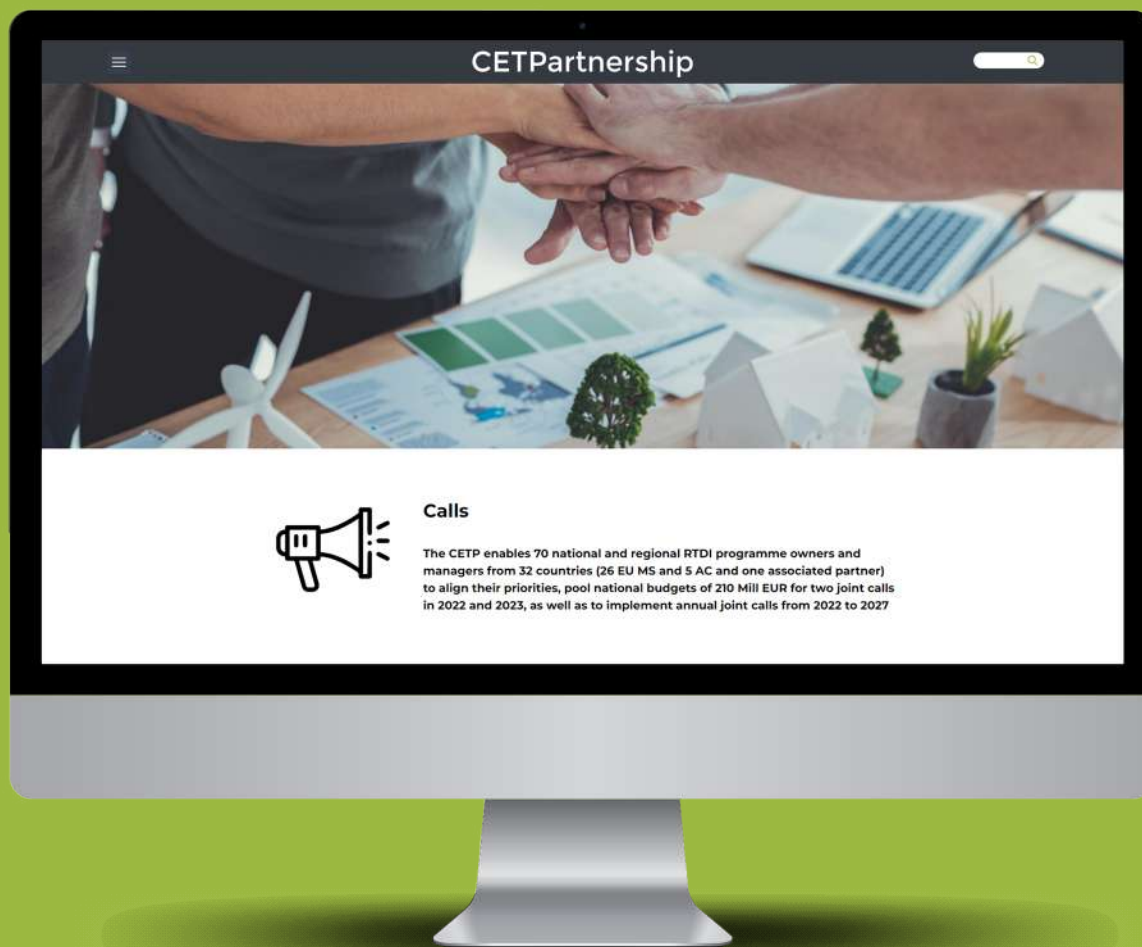 CETPartnership
Calls
The CETP enables 70 national and regional RTDI programme owners and
managers from 32 countries (26 EU MS and 5 AC and one associated partner)
to align their priorities, pool national budgets of 210 Mill EUR for two joint calls
in 2022 and 2023, as well as to implement annual joint calls from 2022 to 2027